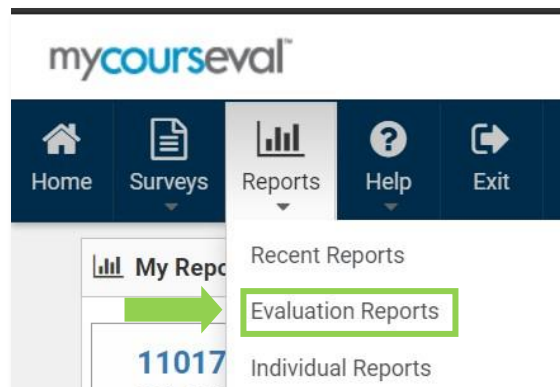 mycourseval™
Home Surveys Reports Help Exit
Recent Reports
My Repo
Evaluation Reports
11017
Individual Reports